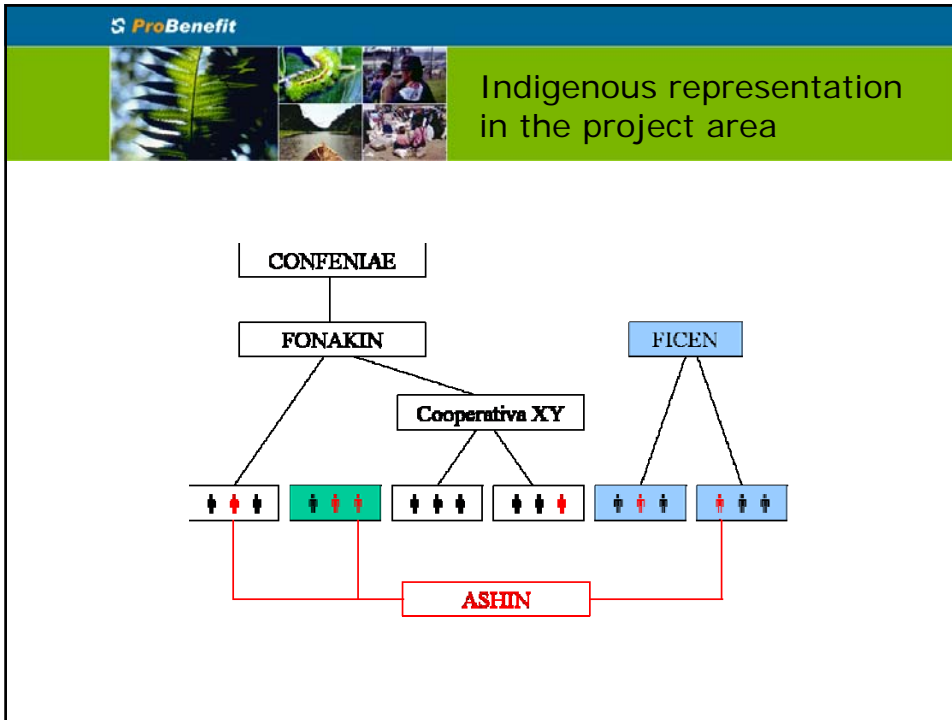 ProBenefit
Indigenous representation
in the project area
CONFENIAE
FONAKIN
FICEN
Cooperativa XY
ASHIN